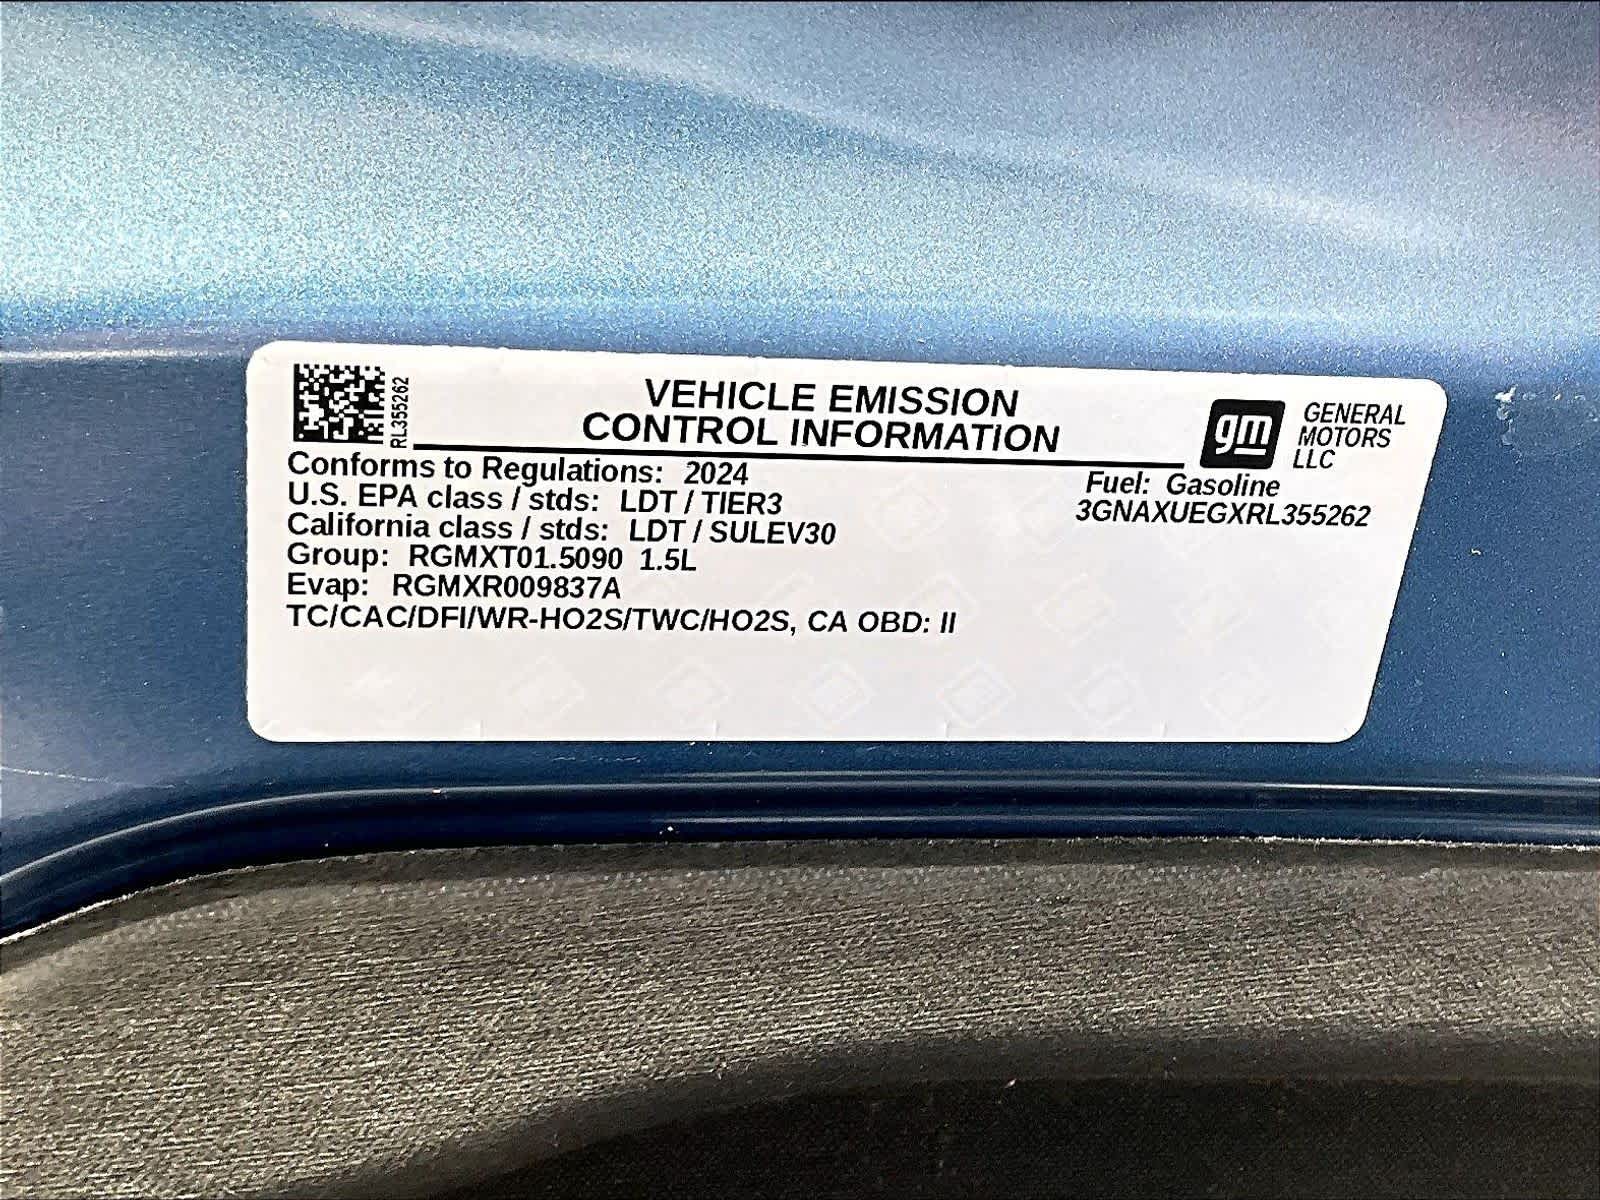 RL355262
VEHICLE EMISSION
CONTROL INFORMATION
gm
GENERAL
MOTORS
LLC
Conforms to Regulations: 2024
U.S. EPA class / stds: LDT / TIER3
California class / stds: LDT / SULEV30
Group: RGMXT01.5090 1.5L
Evap: RGMXR009837A
TC/CAC/DFI/WR-HO2S/TWC/HO2S, CA OBD: II
Fuel: Gasoline
3GNAXUEGXRL355262